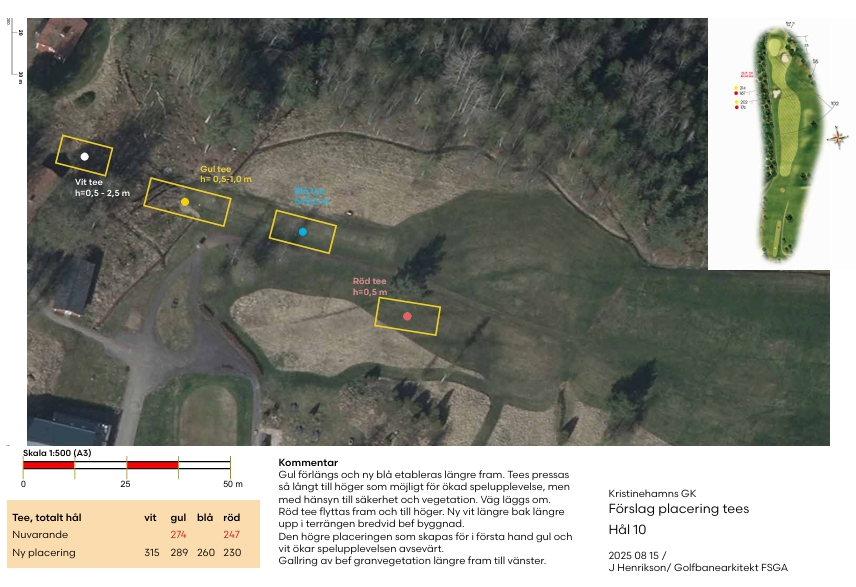 Vit tee
h=0,5 - 2,5 m
Gul tee
h= 0,5-1,0 m
Röd tee
h=0,5 m
102
Skala 1:500 (A3)
0 25 50 m
Tee, totalt hål vit gul blå röd
Nuvarande 274 247
Ny placering 315 289 260 230
Kommentar
Gul förlängs och ny blå etableras längre fram. Tees pressas
så långt till höger som möjligt för ökad spelupplevelse, men
med hänsyn till säkerhet och vegetation. Väg läggs om.
Röd tee flyttas fram och till höger. Ny vit längre bak längre
upp i terrängen bredvid bef byggnad.
Den högre placeringen som skapas för i första hand gul och
vit ökar spelupplevelsen avsevärt.
Gallring av bef granvegetation längre fram till vänster.
Kristinehamns GK
Förslag placering tees
Hål 10
2025 08 15 /
J Henrikson/ Golfbanearkitekt FSGA